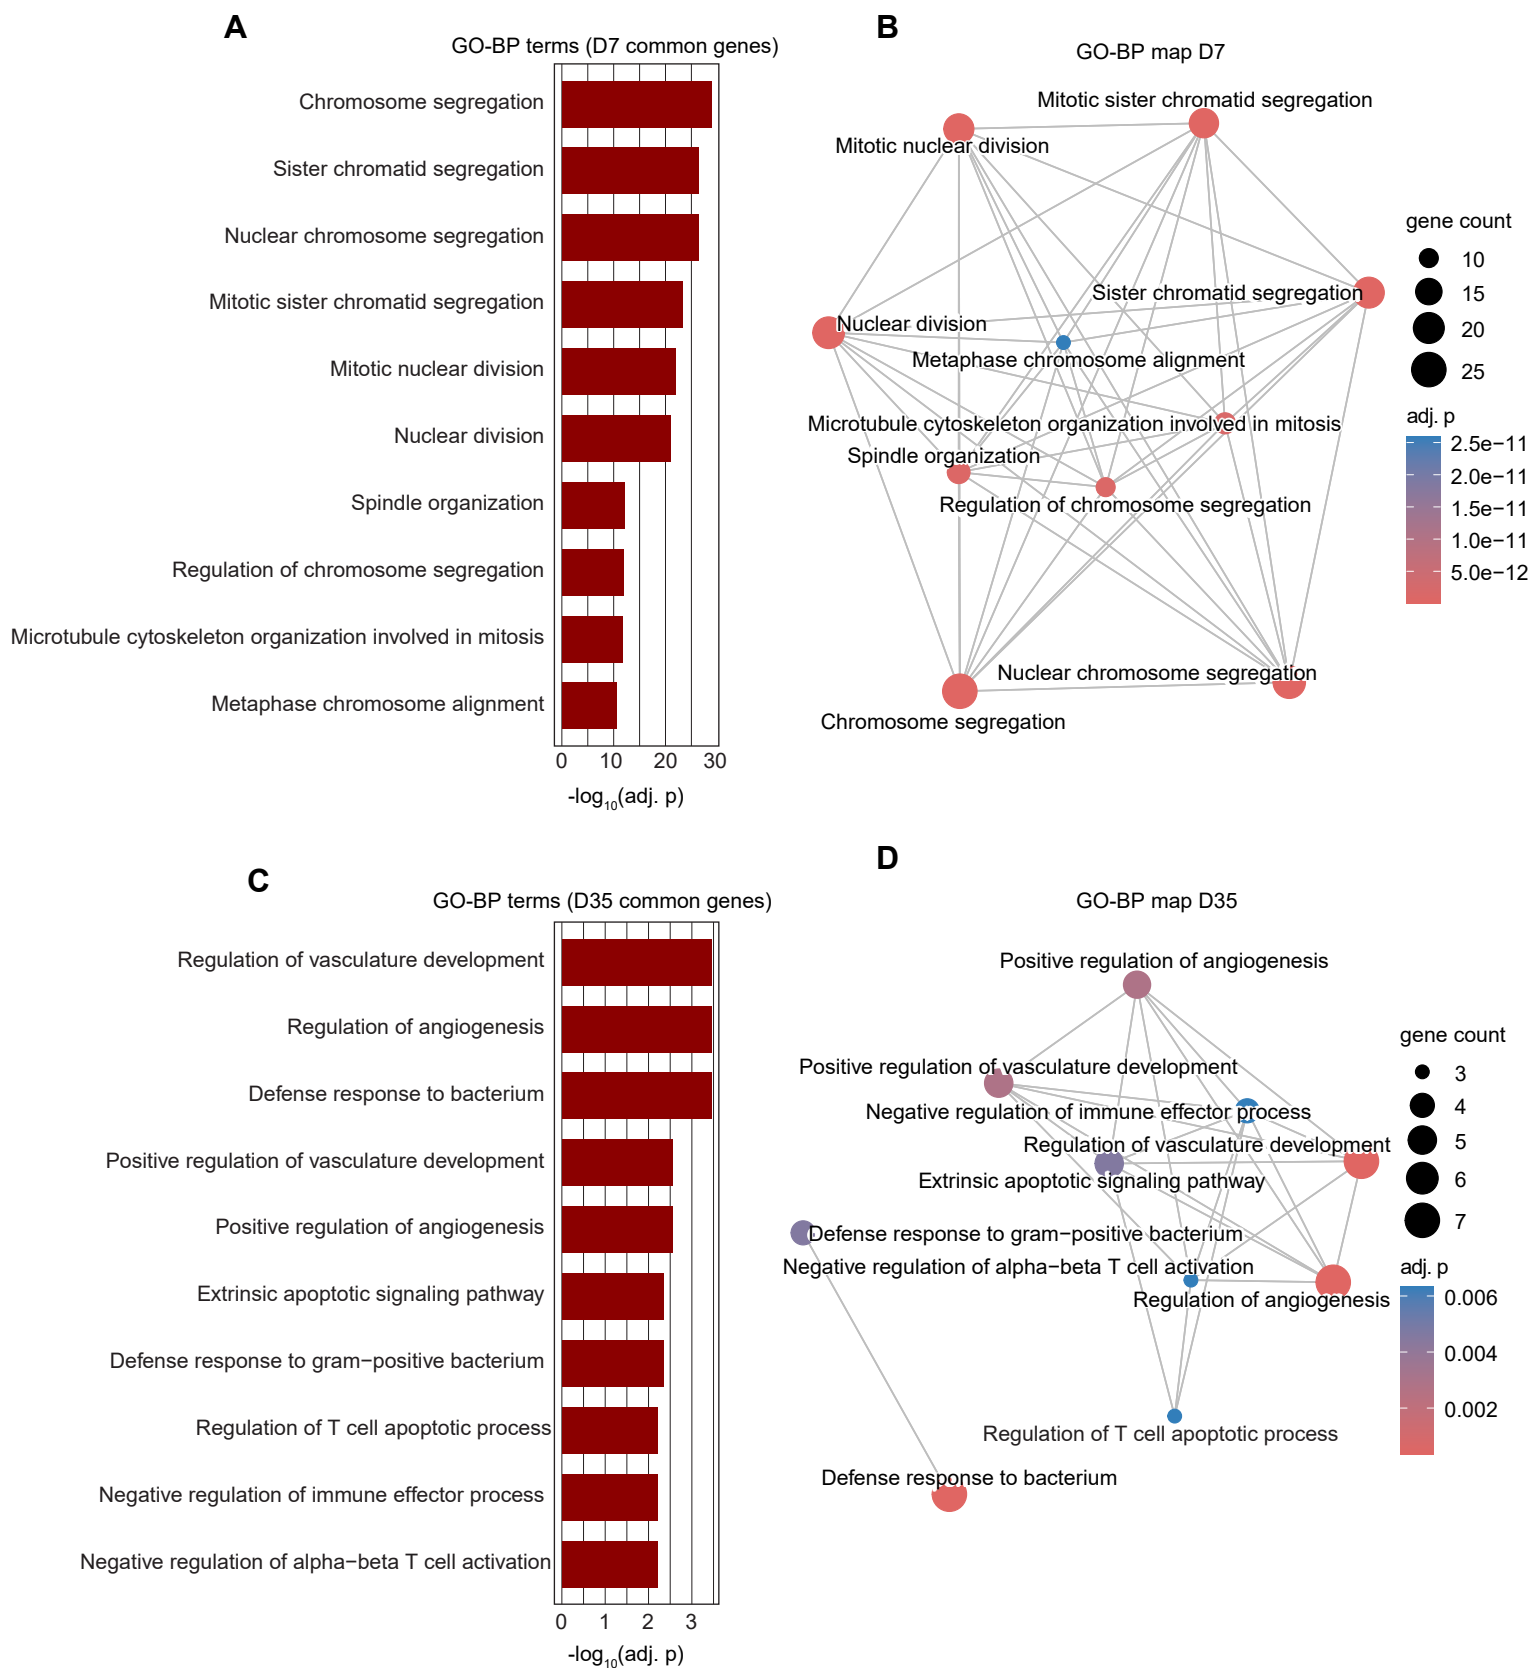 A
GO-BP terms (D7 common genes)
Chromosome segregation
Sister chromatid segregation
Nuclear chromosome segregation
Mitotic sister chromatid segregation
Mitotic nuclear division
Nuclear division
Spindle organization
Regulation of chromosome segregation
Microtubule cytoskeleton organization involved in mitosis
Metaphase chromosome alignment
0 10 20 30
-log10(adj. p)
B
GO-BP map D7
Mitotic sister chromatid segregation
Mitotic nuclear division
Sister chromatid segregation
Nuclear division
Metaphase chromosome alignment
Microtubule cytoskeleton organization involved in mitosis
Spindle organization
Regulation of chromosome segregation
Nuclear chromosome segregation
Chromosome segregation
gene count
10
15
20
25
adj. p
2.5e−11
2.0e−11
1.5e−11
1.0e−11
5.0e−12
C
GO-BP terms (D35 common genes)
Regulation of vasculature development
Regulation of angiogenesis
Defense response to bacterium
Positive regulation of vasculature development
Positive regulation of angiogenesis
Extrinsic apoptotic signaling pathway
Defense response to gram−positive bacterium
Regulation of T cell apoptotic process
Negative regulation of immune effector process
Negative regulation of alpha−beta T cell activation
0 1 2 3
-log10(adj. p)
D
GO-BP map D35
Positive regulation of angiogenesis
Positive regulation of vasculature development
Negative regulation of immune effector process
Regulation of vasculature development
Extrinsic apoptotic signaling pathway
Defense response to gram−positive bacterium
Negative regulation of alpha−beta T cell activation
Regulation of angiogenesis
Regulation of T cell apoptotic process
Defense response to bacterium
gene count
3
4
5
6
7
adj. p
0.006
0.004
0.002